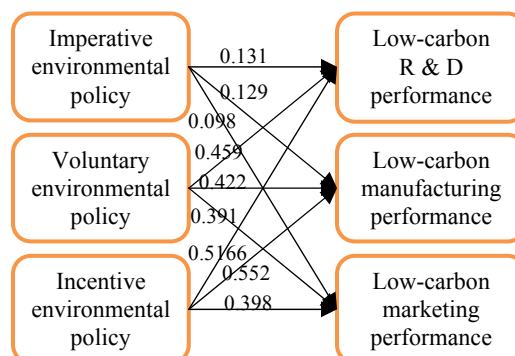 Imperative
environmental
policy
Voluntary
environmental
policy
Incentive
environmental
policy
0.131
0.129
0.098
0.459
0.422
0.391
0.5166
0.552
0.398
Low-carbon
R & D
performance
Low-carbon
manufacturing
performance
Low-carbon
marketing
performance